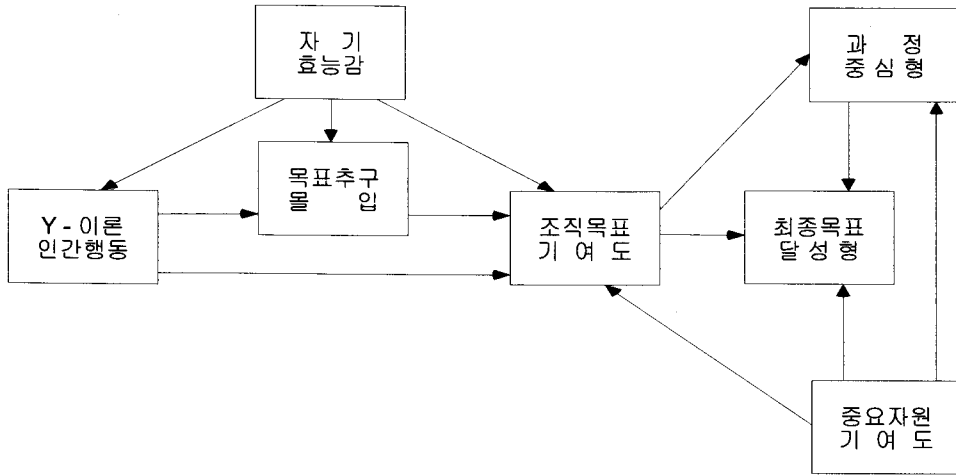 자 기
효능감
과 정
중심형
목표추구
몰 입
Y-이론
인간행동
조직목표
기 여 도
최종목표
달성형
중요자원
기 여 도